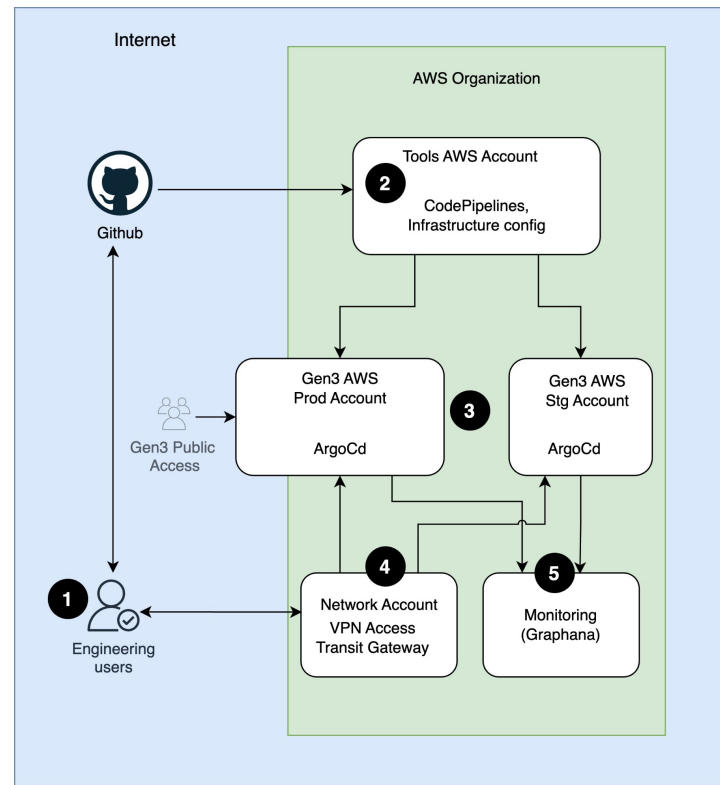 Internet
AWS Organization
Tools AWS Account
2
CodePipelines,
Infrastructure config
Github
Gen3 AWS
Prod Account
ArgoCd
3
Gen3 AWS
Stg Account
ArgoCd
Gen3 Public
Access
4
Network Account
VPN Access
Transit Gateway
5
Monitoring
(Graphana)
1
Engineering
users